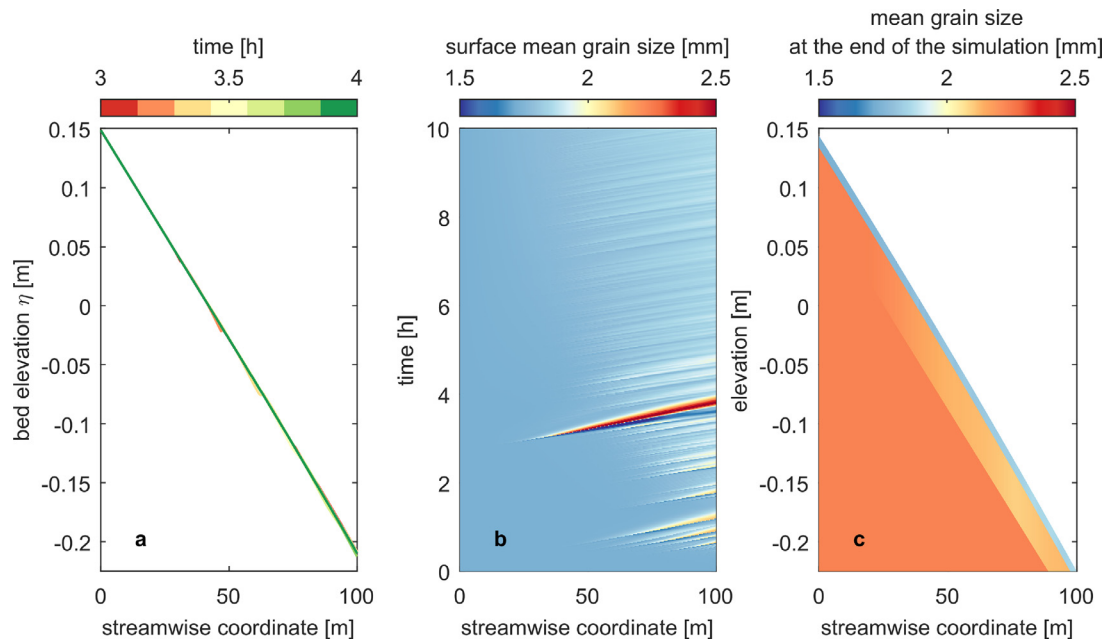 time [h]
3 3.5 4
0.15
0.1
0.05
0
-0.05
-0.1
-0.15
-0.2
bed elevation η [m]
a
0 50 100
streamwise coordinate [m]
surface mean grain size [mm]
1.5 2 2.5
10
8
6
4
2
0
time [h]
b
0 50 100
streamwise coordinate [m]
mean grain size
at the end of the simulation [mm]
1.5 2 2.5
0.15
0.1
0.05
0
-0.05
-0.1
-0.15
-0.2
elevation [m]
c
0 50 100
streamwise coordinate [m]